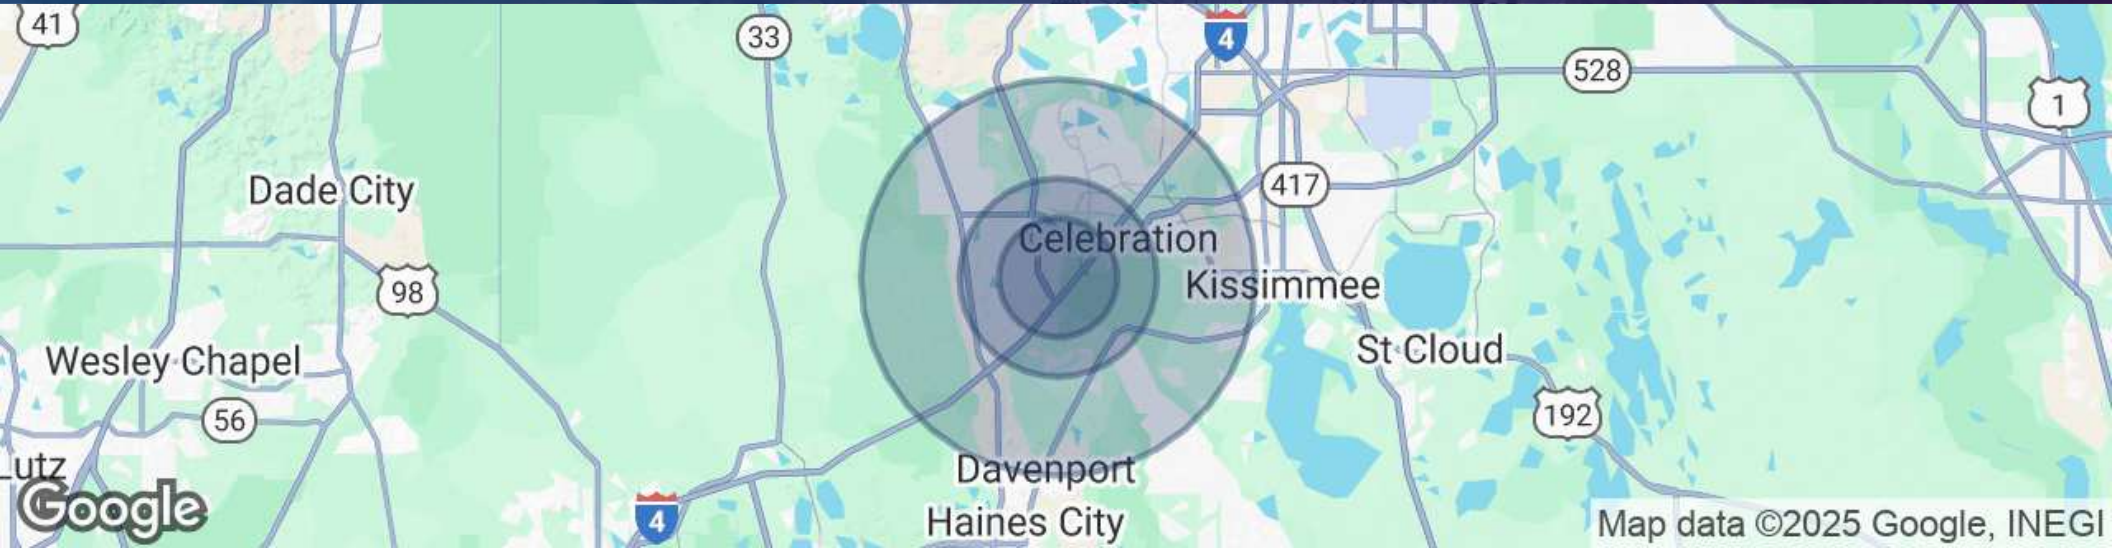 41
33
4
528
1
Dade City
417
Celebration
98
Kissimmee
Wesley Chapel
St Cloud
56
192
Lutz
Davenport
Google
4
Haines City
Map data ©2025 Google, INEGI